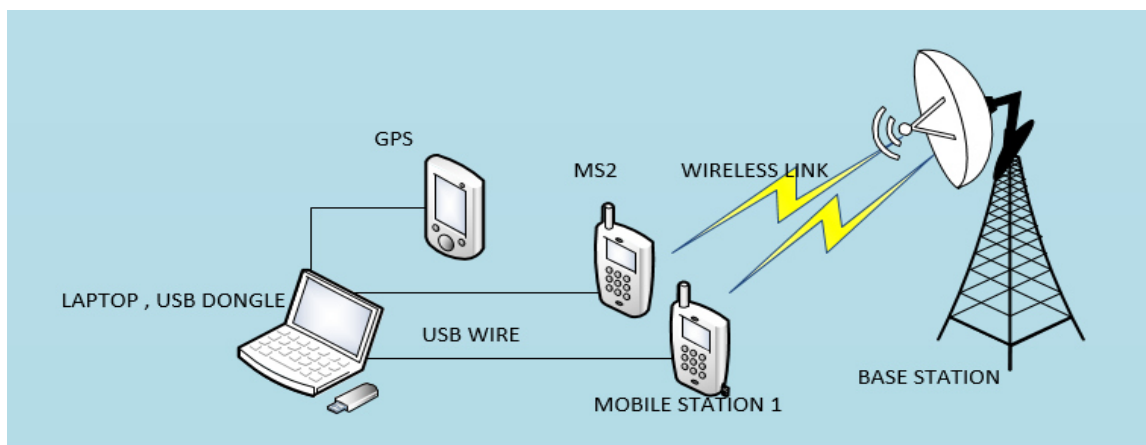 GPS
MS2
WIRELESS LINK
LAPTOP , USB DONGLE
USB WIRE
BASE STATION
MOBILE STATION 1